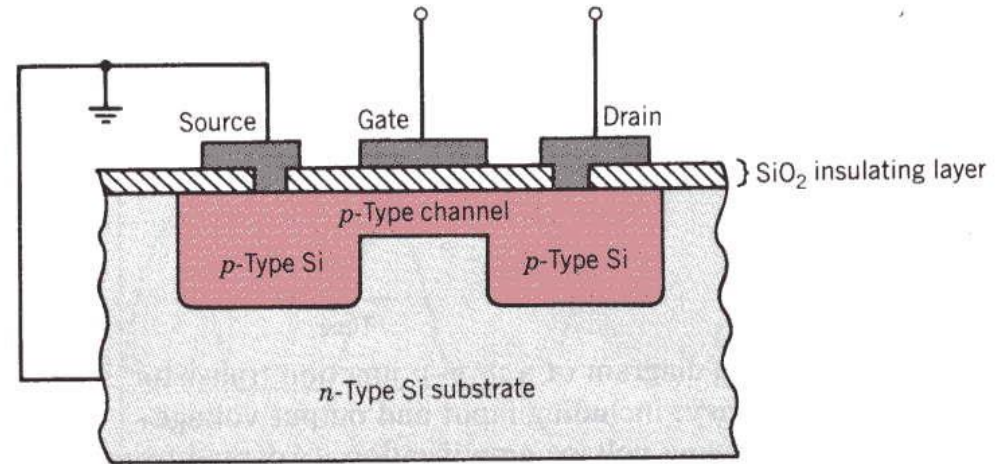 Source
Gate
Drain
SiO₂ insulating layer
p-Type channel
p-Type Si
p-Type Si
n-Type Si substrate